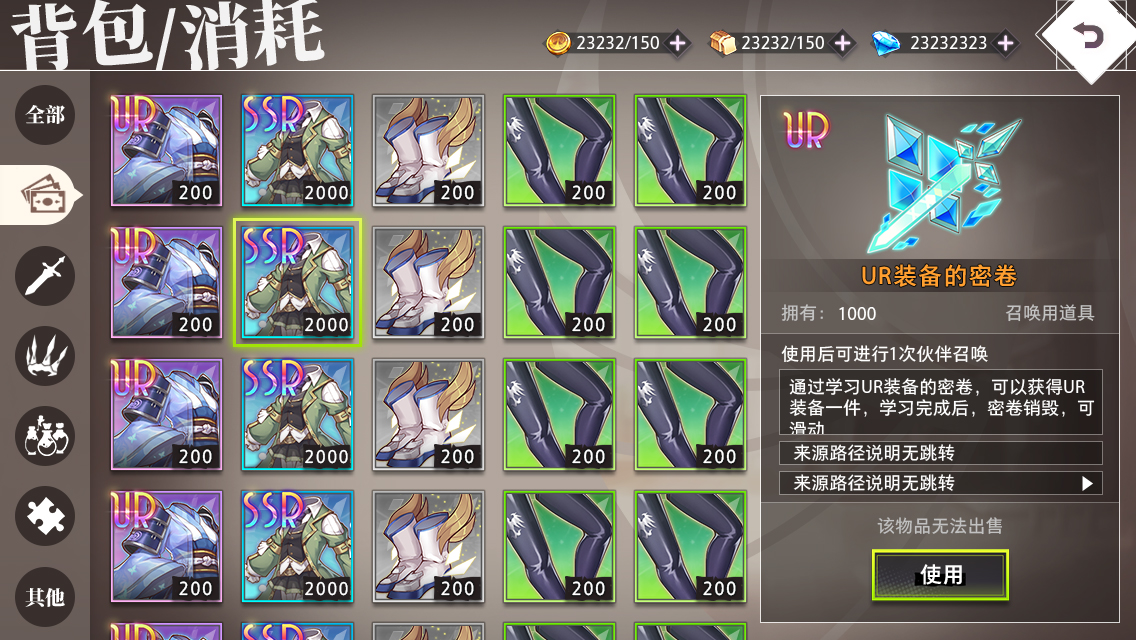 背包/消耗
23232/150
23232/150
23232323
全部
UR
200
SSR
2000
200
200
200
UR
200
SSR
2000
200
200
200
UR
200
SSR
2000
200
200
200
UR
200
SSR
2000
200
200
200
UR
SSR
其他
UR
UR装备的密卷
拥有： 1000
召唤用道具
使用后可进行1次伙伴召唤
通过学习UR装备的密卷，可以获得UR
装备一件，学习完成后，密卷销毁，可
滑动
来源路径说明无跳转
来源路径说明无跳转
该物品无法出售
使用